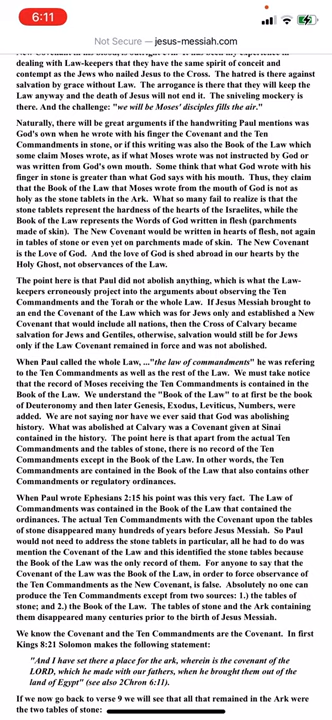 6:11
Not Secure — jesus-messiah.com
dealing with Law-keepers that they have the same spirit of conceit and
contempt as the Jews who nailed Jesus to the Cross.  The hatred is there against
salvation by grace without Law.  The arrogance is there that they will keep the
Law anyway and the death of Jesus will not end it.  The sniveling mockery is
there. And the challenge: "we will be Moses' disciples fills the air."
Naturally, there will be great arguments if the handwriting Paul mentions was
God's own when he wrote with his finger the Covenant and the Ten
Commandments in stone, or if this writing was also the Book of the Law which
some claim Moses wrote, as if what Moses wrote was not instructed by God or
was written from God's own mouth.  Some think that what God wrote with his
finger in stone is greater than what God says with his mouth.  Thus, they claim
that the Book of the Law that Moses wrote from the mouth of God is not as
holy as the stone tablets in the Ark.  What so many fail to realize is that the
stone tablets represent the hardness of the hearts of the Israelites, while the
Book of the Law represents the Words of God written in flesh (parchments
made of skin).  The New Covenant would be written in hearts of flesh, not again
in tables of stone or even yet on parchments made of skin.  The New Covenant
is the Love of God.  And the love of God is shed abroad in our hearts by the
Holy Ghost, not observances of the Law.
The point here is that Paul did not abolish anything, which is what the Law-
keepers erroneously project into the arguments about observing the Ten
Commandments and the Torah or the whole Law.  If Jesus Messiah brought to
an end the Covenant of the Law which was for Jews only and established a New
Covenant that would include all nations, then the Cross of Calvary became
salvation for Jews and Gentiles, otherwise, salvation would still be for Jews
only if the Law Covenant remained in force and was not abolished.
When Paul called the whole Law, ..."the law of commandments" he was refering
to the Ten Commandments as well as the rest of the Law.  We must take notice
that the record of Moses receiving the Ten Commandments is contained in the
Book of the Law.  We understand the "Book of the Law" to at first be the book
of Deuteronomy and then later Genesis, Exodus, Leviticus, Numbers, were
added.  We are not saying nor have we ever said that God was abolishing
history.  What was abolished at Calvary was a Covenant given at Sinai
contained in the history.  The point here is that apart from the actual Ten
Commandments and the tables of stone, there is no record of the Ten
Commandments except in the Book of the Law. In other words, the Ten
Commandments are contained in the Book of the Law that also contains other
Commandments or regulatory ordinances.
When Paul wrote Ephesians 2:15 his point was this very fact.  The Law of
Commandments was contained in the Book of the Law that contained the
ordinances. The actual Ten Commandments with the Covenant upon the tables
of stone disappeared many hundreds of years before Jesus Messiah.  So Paul
would not need to address the stone tablets in particular, all he had to do was
mention the Covenant of the Law and this identified the stone tables because
the Book of the Law was the only record of them.  For anyone to say that the
Covenant of the Law was the Book of the Law, in order to force observance of
the Ten Commandments as the New Covenant, is false.  Absolutely no one can
produce the Ten Commandments except from two sources: 1.) the tables of
stone; and 2.) the Book of the Law.  The tables of stone and the Ark containing
them disappeared many centuries prior to the birth of Jesus Messiah.
We know the Covenant and the Ten Commandments are the Covenant.  In first
Kings 8:21 Solomon makes the following statement:
"And I have set there a place for the ark, wherein is the covenant of the
LORD, which he made with our fathers, when he brought them out of the
land of Egypt" (see also 2Chron 6:11).
If we now go back to verse 9 we will see that all that remained in the Ark were
the two tables of stone: